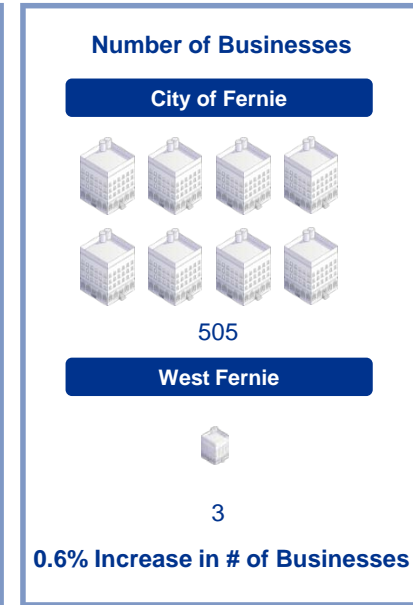 Number of Businesses
City of Fernie
505
West Fernie
3
0.6% Increase in # of Businesses